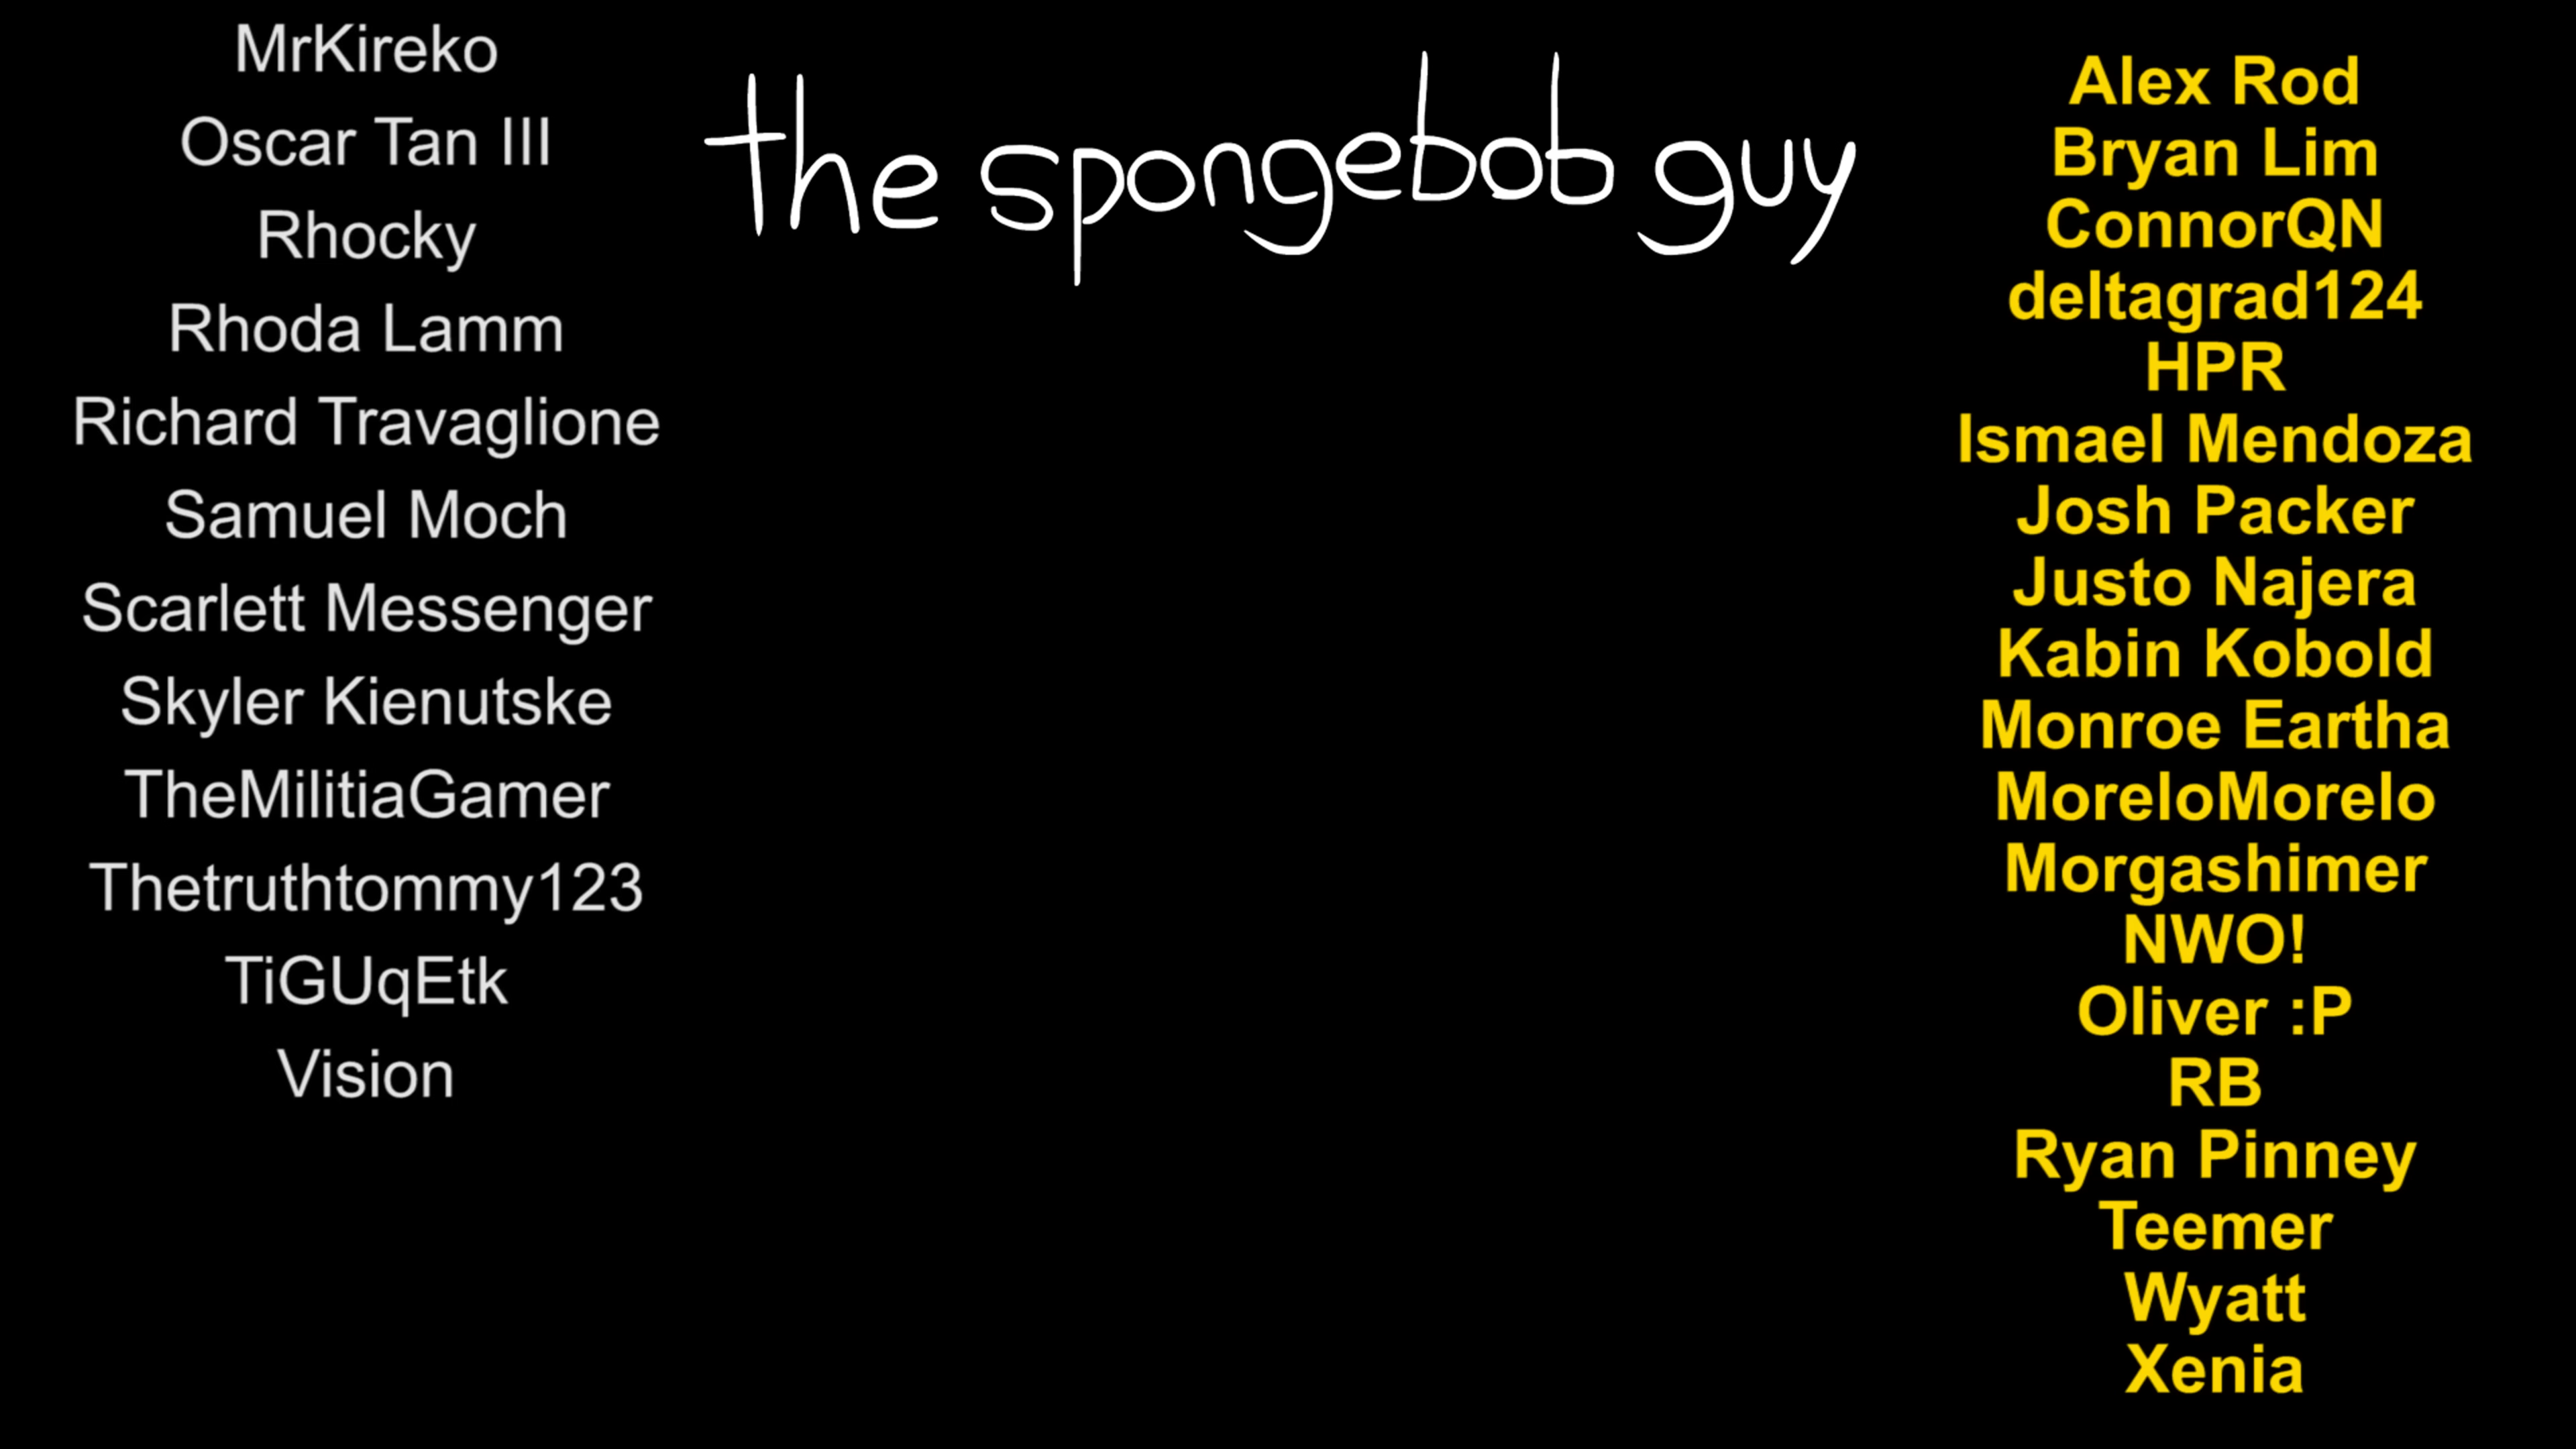 MrKireko
Oscar Tan III
Rhocky
Rhoda Lamm
Richard Travaglione
Samuel Moch
Scarlett Messenger
Skyler Kienutske
TheMilitiaGamer
Thetruthtommy123
TiGUqEtk
Vision
the spongebob guy
Alex Rod
Bryan Lim
ConnorQN
deltagrad124
HPR
Ismael Mendoza
Josh Packer
Justo Najera
Kabin Kobold
Monroe Eartha
MoreloMorelo
Morgashimer
NWO!
Oliver :P
RB
Ryan Pinney
Teemer
Wyatt
Xenia